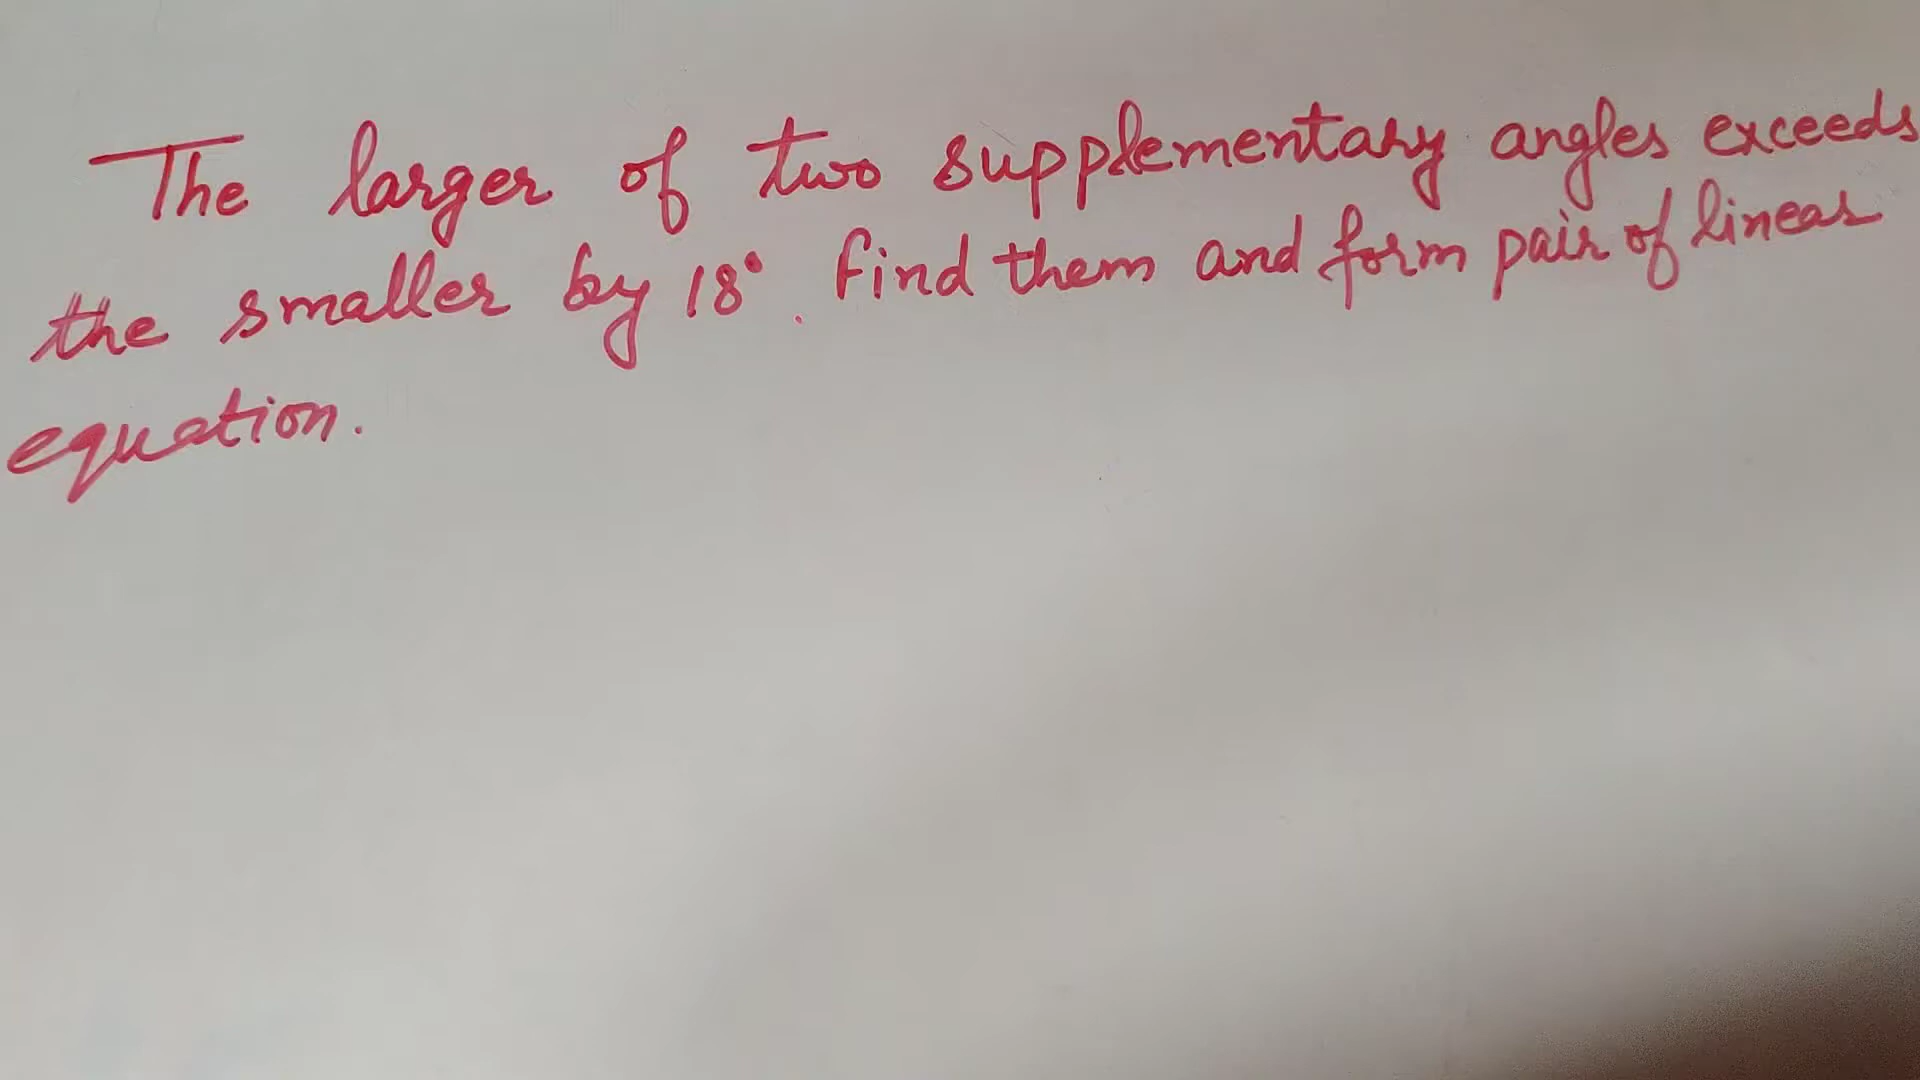 The larger of two supplementary angles exceeds
the smaller by 18°. find them and form pair of linear
equation.